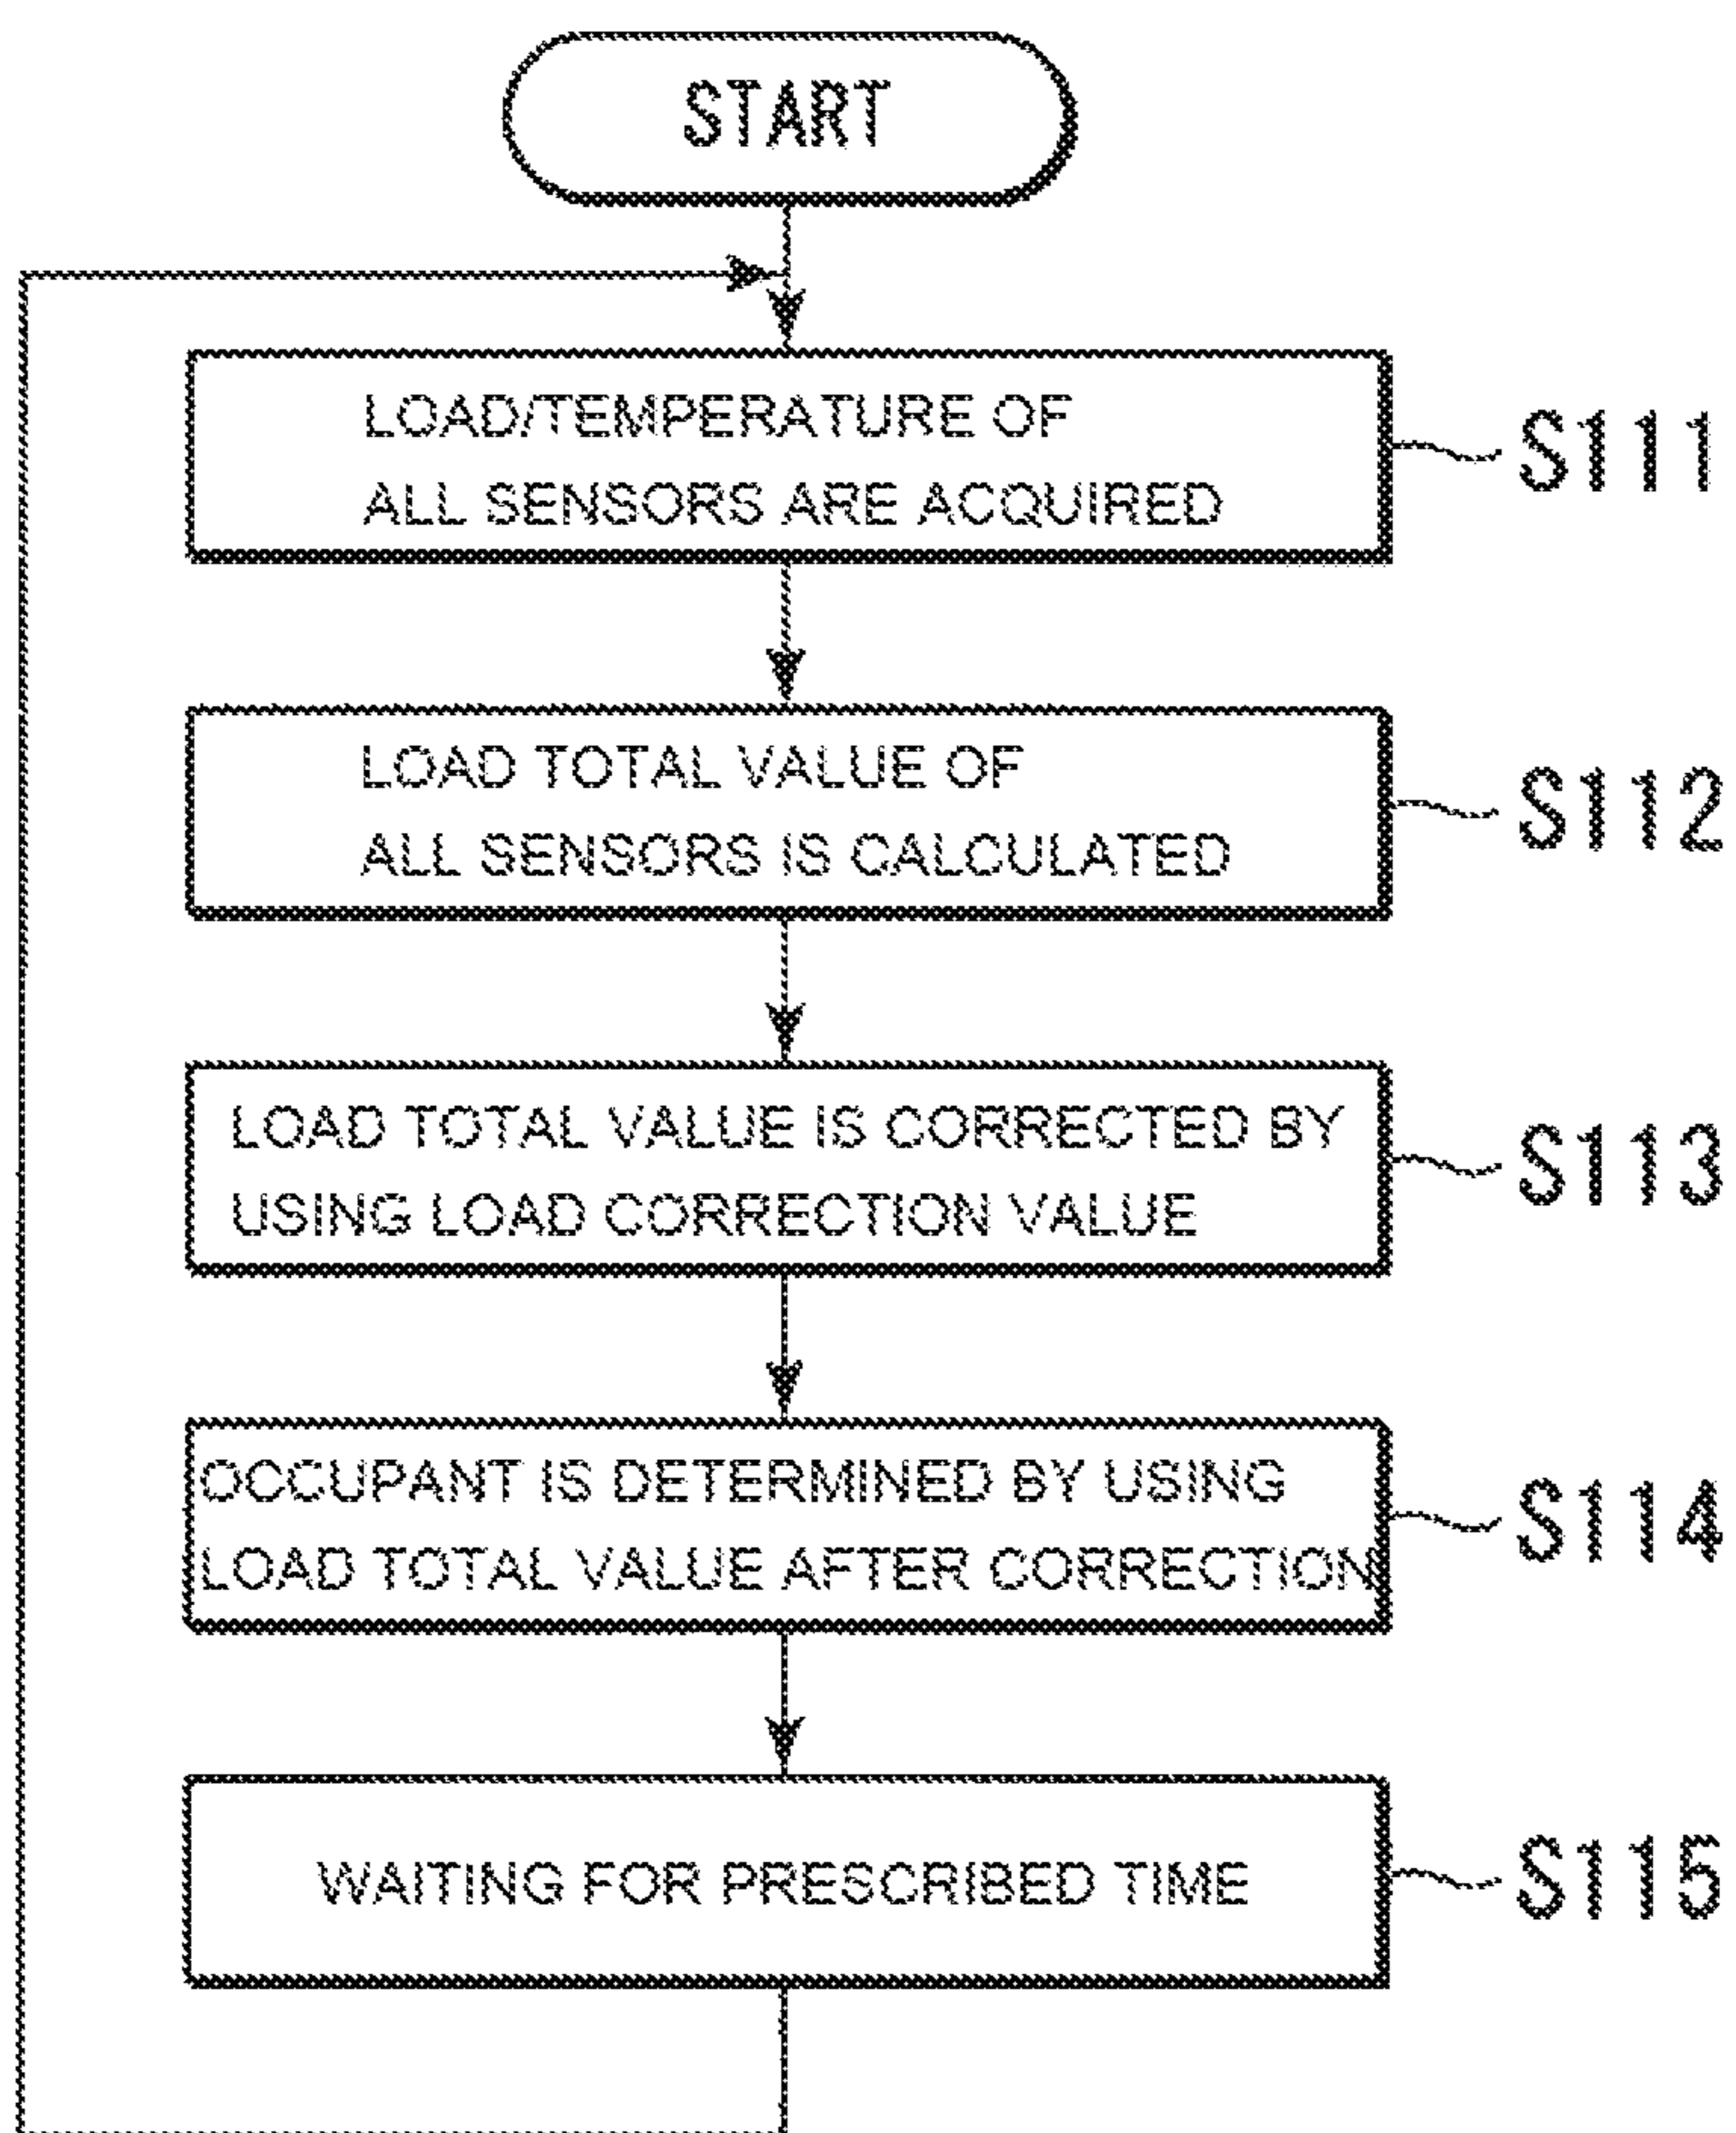 START
LOAD/TEMPERATURE OF
ALL SENSORS ARE ACQUIRED
S111
LOAD TOTAL VALUE OF
ALL SENSORS IS CALCULATED
S112
LOAD TOTAL VALUE IS CORRECTED BY
USING LOAD CORRECTION VALUE
S113
OCCUPANT IS DETERMINED BY USING
LOAD TOTAL VALUE AFTER CORRECTION
S114
WAITING FOR PRESCRIBED TIME
S115